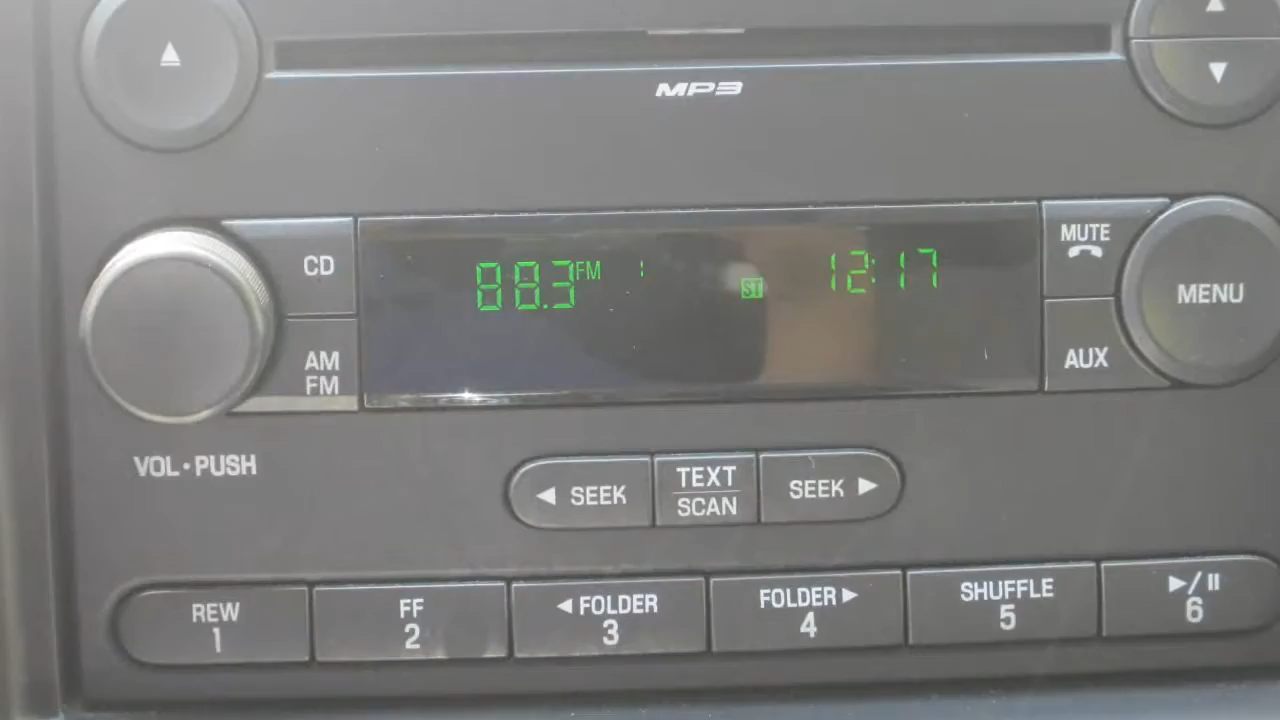 MP3
CD
AM
FM
88.3 FM 1
ST
12:17
MUTE
AUX
MENU
VOL•PUSH
◀ SEEK
TEXT
SCAN
SEEK ▶
REW
1
FF
2
◀ FOLDER
3
FOLDER ▶
4
SHUFFLE
5
▶/II
6